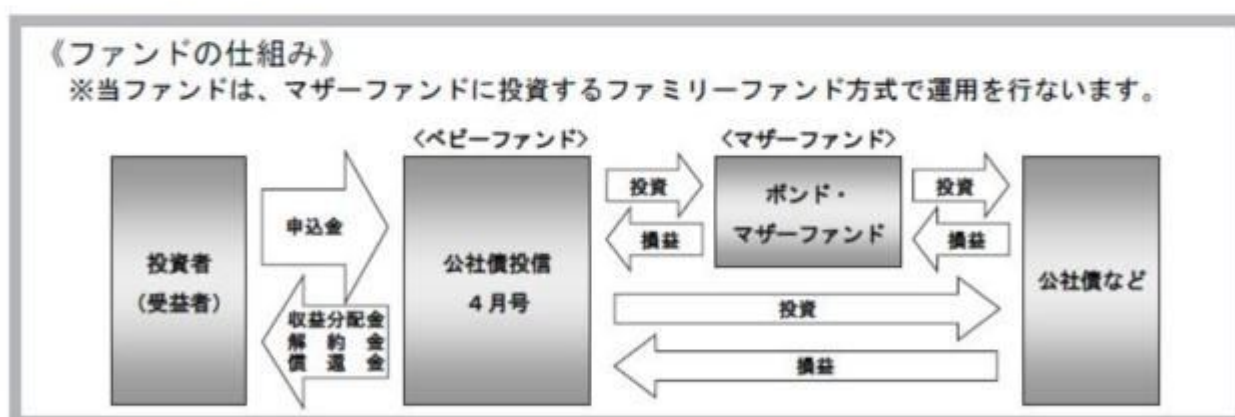 《ファンドの仕組み》
※当ファンドは、マザーファンドに投資するファミリーファンド方式で運用を行ないます。
〈ベビーファンド〉
〈マザーファンド〉
投資者
（受益者）
申込金
収益分配金
解約金
償還金
公社債投信
4月号
投資
損益
ボンド・
マザーファンド
投資
損益
投資
損益
公社債など